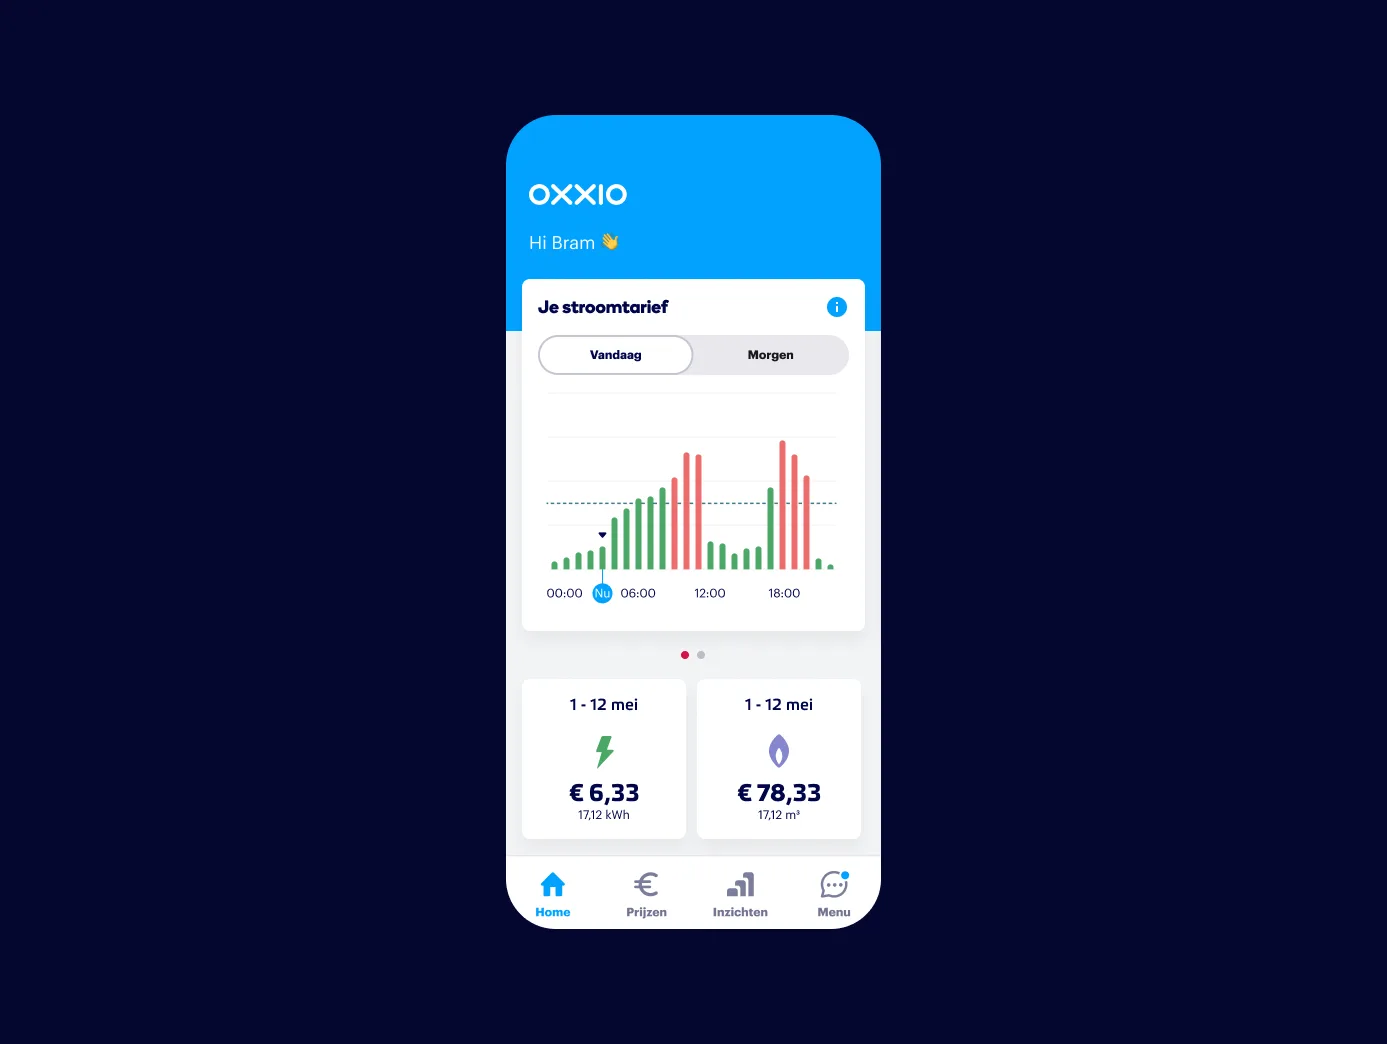 OXXIO
Hi Bram 👋
Je stroomtarief
Vandaag Morgen
00:00 Nu 06:00 12:00 18:00
1 - 12 mei
€ 6,33
17,12 kWh
1 - 12 mei
€ 78,33
17,12 m³
Home Prijzen Inzichten Menu